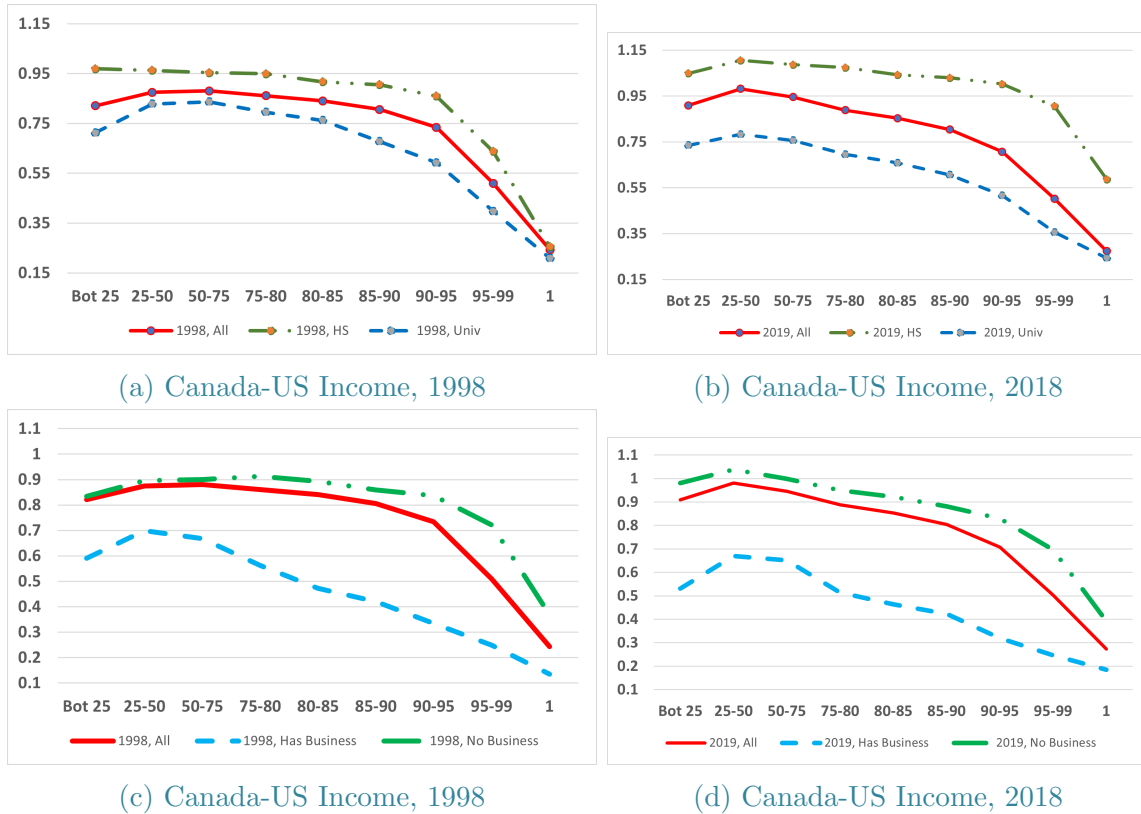 1.15
0.95
0.75
0.55
0.35
0.15
Bot 25 25-50 50-75 75-80 80-85 85-90 90-95 95-99 1
1998, All 1998, HS 1998, Univ
(a) Canada-US Income, 1998
1.15
0.95
0.75
0.55
0.35
0.15
Bot 25 25-50 50-75 75-80 80-85 85-90 90-95 95-99 1
2019, All 2019, HS 2019, Univ
(b) Canada-US Income, 2018
1.1
1
0.9
0.8
0.7
0.6
0.5
0.4
0.3
0.2
0.1
Bot 25 25-50 50-75 75-80 80-85 85-90 90-95 95-99 1
1998, All 1998, Has Business 1998, No Business
(c) Canada-US Income, 1998
1.1
1
0.9
0.8
0.7
0.6
0.5
0.4
0.3
0.2
0.1
Bot 25 25-50 50-75 75-80 80-85 85-90 90-95 95-99 1
2019, All 2019, Has Business 2019, No Business
(d) Canada-US Income, 2018